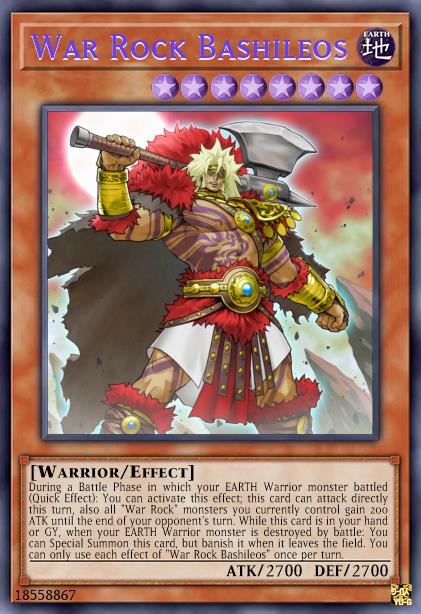 War Rock Bashileos
EARTH
地
[Warrior/Effect]
During a Battle Phase in which your EARTH Warrior monster battled
(Quick Effect): You can activate this effect; this card can attack directly
this turn, also all "War Rock" monsters you currently control gain 200
ATK until the end of your opponent's turn. While this card is in your hand
or GY, when your EARTH Warrior monster is destroyed by battle: You
can Special Summon this card, but banish it when it leaves the field. You
can only use each effect of "War Rock Bashileos" once per turn.
ATK/2700 DEF/2700
18558867